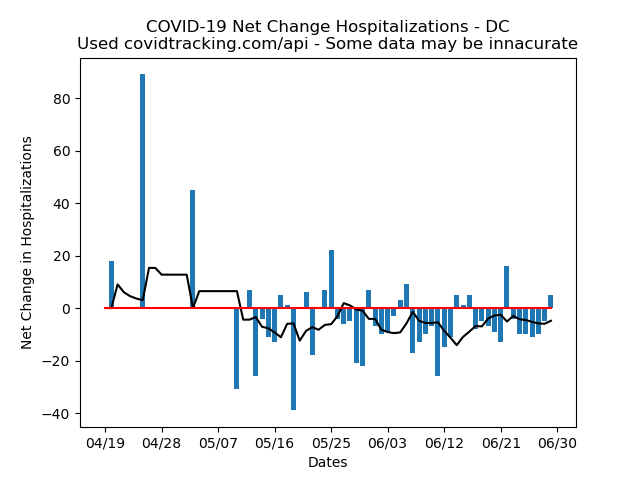 COVID-19 Net Change Hospitalizations - DC
Used covidtracking.com/api - Some data may be innacurate
Net Change in Hospitalizations
80
60
40
20
0
−20
−40
04/19 04/28 05/07 05/16 05/25 06/03 06/12 06/21 06/30
Dates